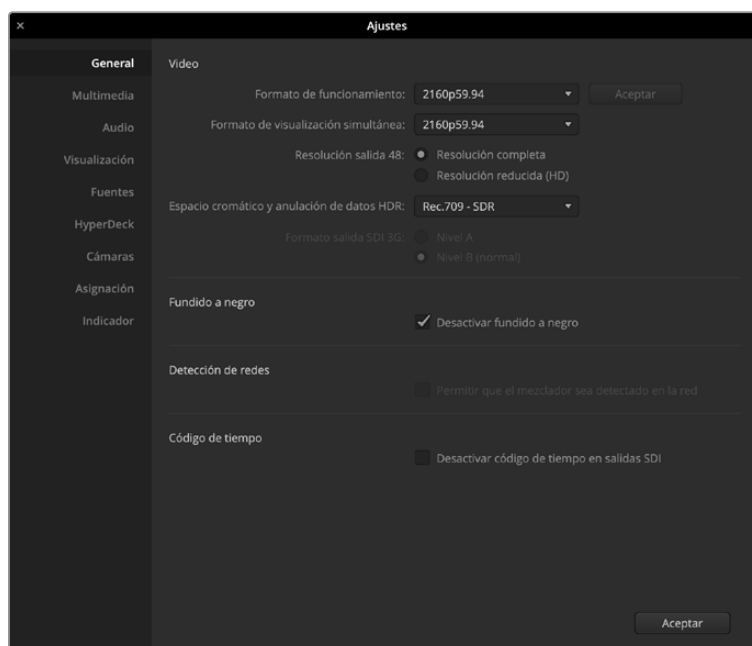 Ajustes
General
Multimedia
Audio
Visualización
Fuentes
HyperDeck
Cámaras
Asignación
Indicador
Video
Formato de funcionamiento: 2160p59.94 Aceptar
Formato de visualización simultánea: 2160p59.94
Resolución salida 48: Resolución completa
Resolución reducida (HD)
Espacio cromático y anulación de datos HDR: Rec.709 - SDR
Formato salida SDI 3G: Nivel A
Nivel B (normal)
Fundido a negro
Desactivar fundido a negro
Detección de redes
Permitir que el mezclador sea detectado en la red
Código de tiempo
Desactivar código de tiempo en salidas SDI
Aceptar